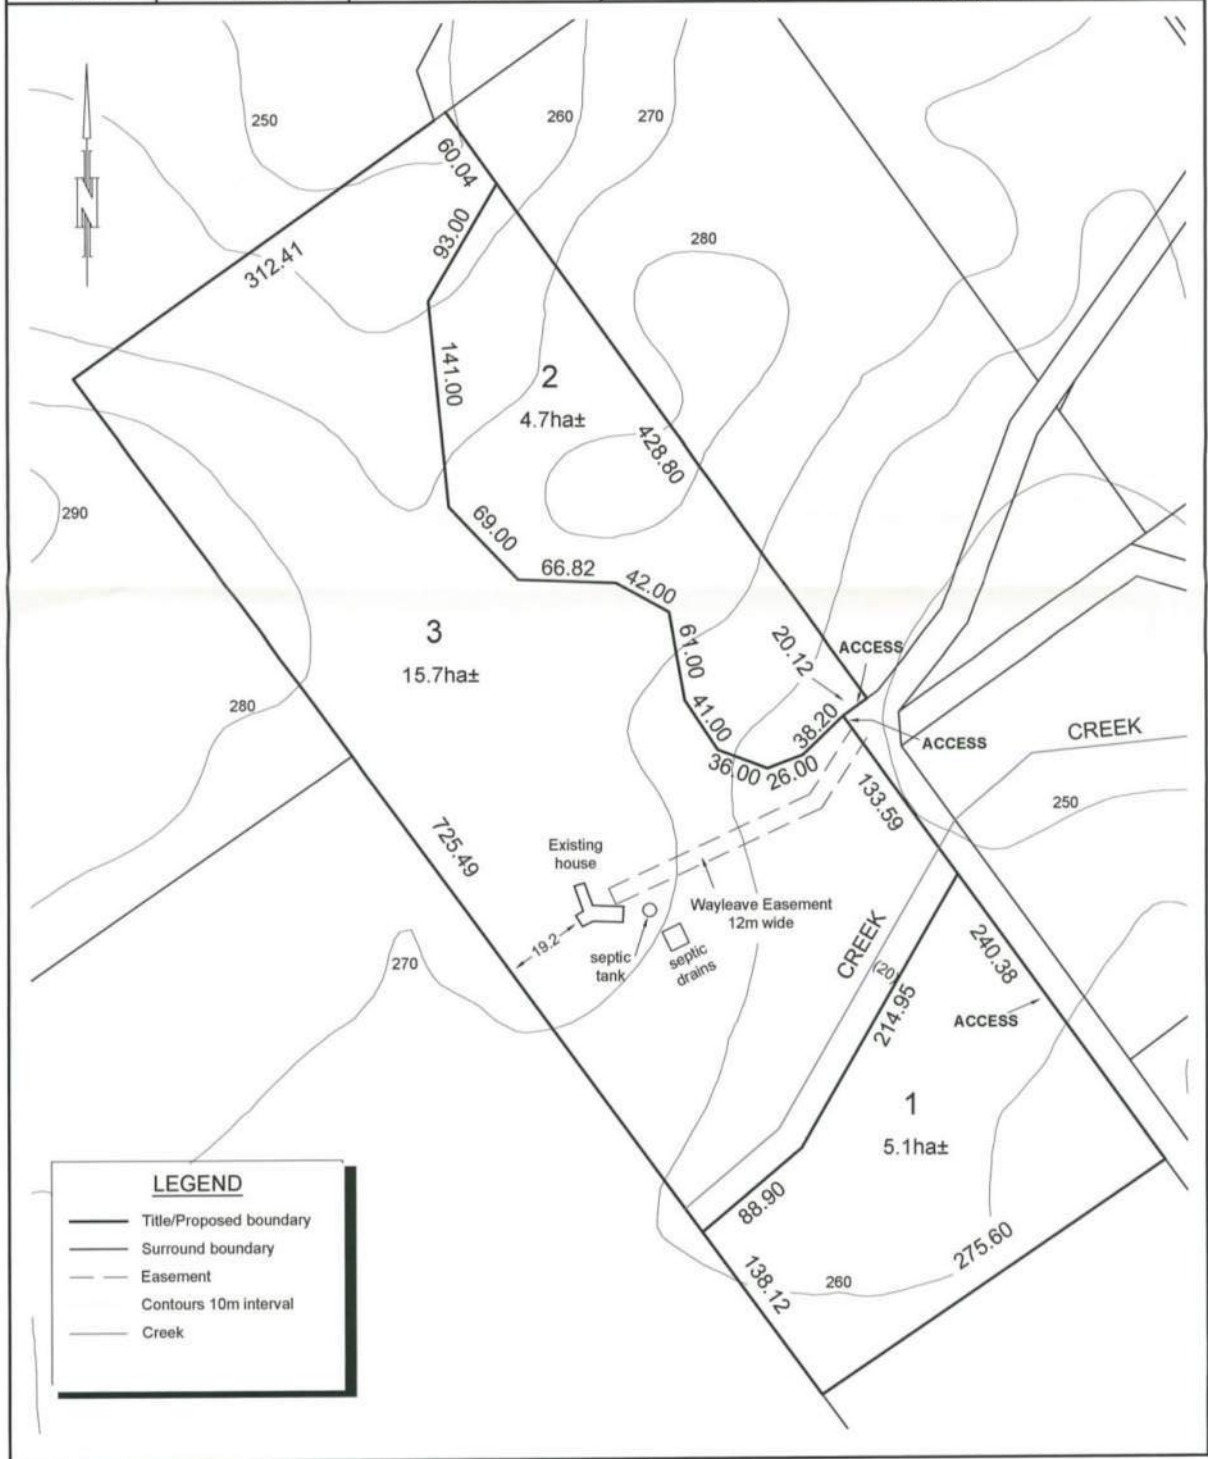 250
260
270
60.04
N
93.00
280
312.41
141.00
2
4.7ha±
428.80
290
69.00
66.82
42.00
3
15.7ha±
61.00
20.12
ACCESS
280
41.00
38.20
ACCESS
CREEK
36.00
26.00
133.59
250
725.49
Existing
house
Wayleave Easement
12m wide
19.2
270
septic
tank
septic
drains
CREEK
(20)
214.95
240.38
ACCESS
1
5.1ha±
88.90
275.60
138.12
260
LEGEND
Title/Proposed boundary
Surround boundary
Easement
Contours 10m interval
Creek